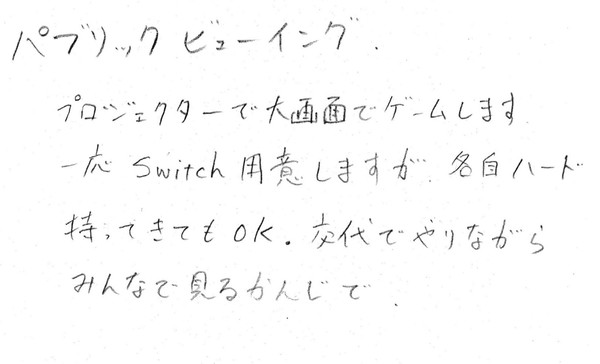 パブリック ビューイング.
プロジェクターで大画面でゲームします
一応 Switch 用意しますが. 各自ハード
持ってきてもOK. 交代でやりながら
みんなで見るかんじで.